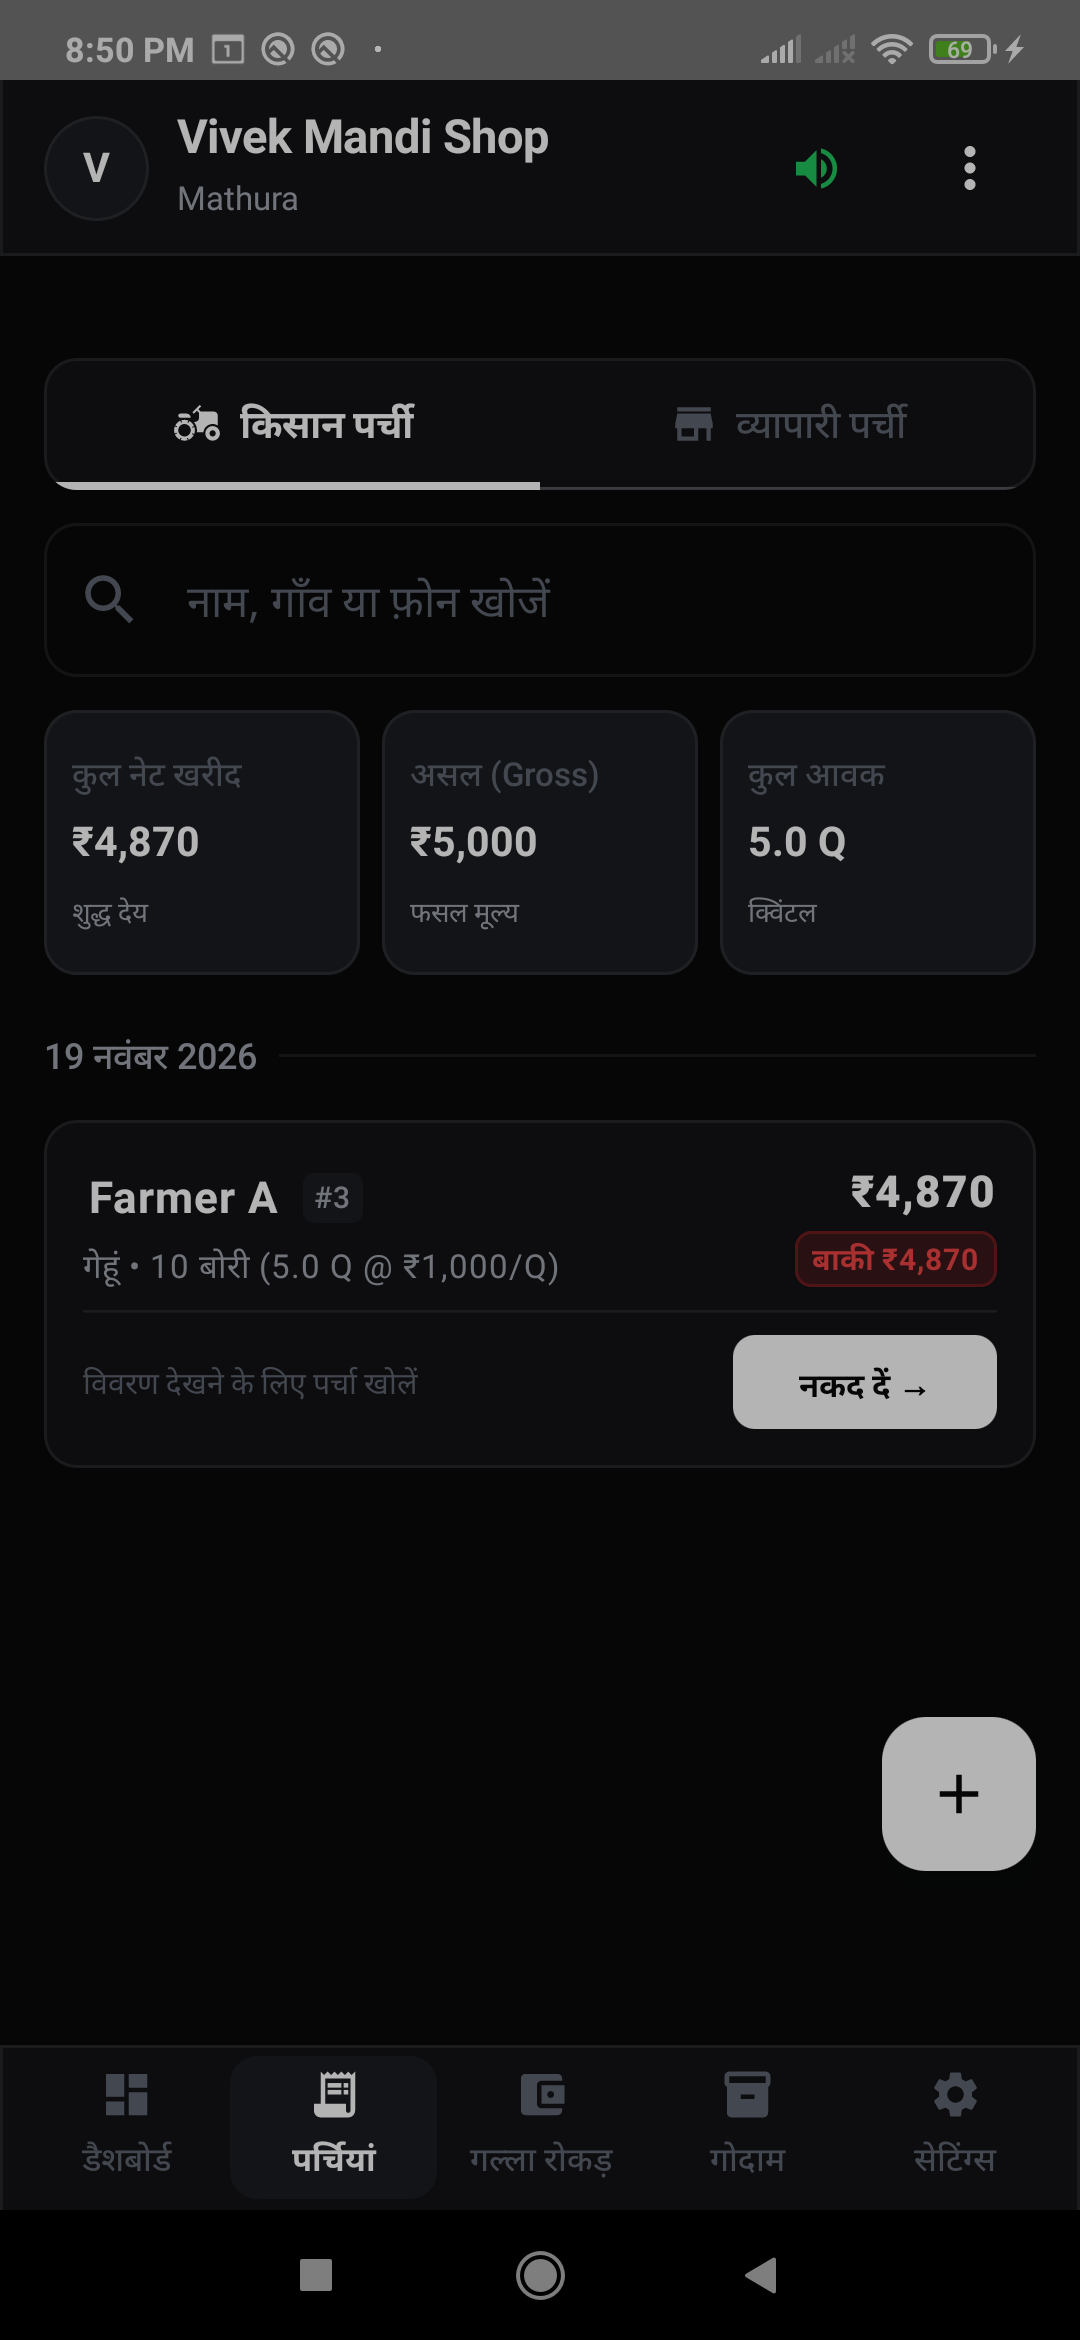 8:50 PM
1
69
V
Vivek Mandi Shop
Mathura
किसान पर्ची
व्यापारी पर्ची
नाम, गाँव या फ़ोन खोजें
कुल नेट खरीद
₹4,870
शुद्ध देय
असल (Gross)
₹5,000
फसल मूल्य
कुल आवक
5.0 Q
क्विंटल
19 नवंबर 2026
Farmer A #3
₹4,870
गेहूं • 10 बोरी (5.0 Q @ ₹1,000/Q)
बाकी ₹4,870
विवरण देखने के लिए पर्चा खोलें
नकद दें →
+
डैशबोर्ड
पर्चियां
गल्ला रोकड़
गोदाम
सेटिंग्स